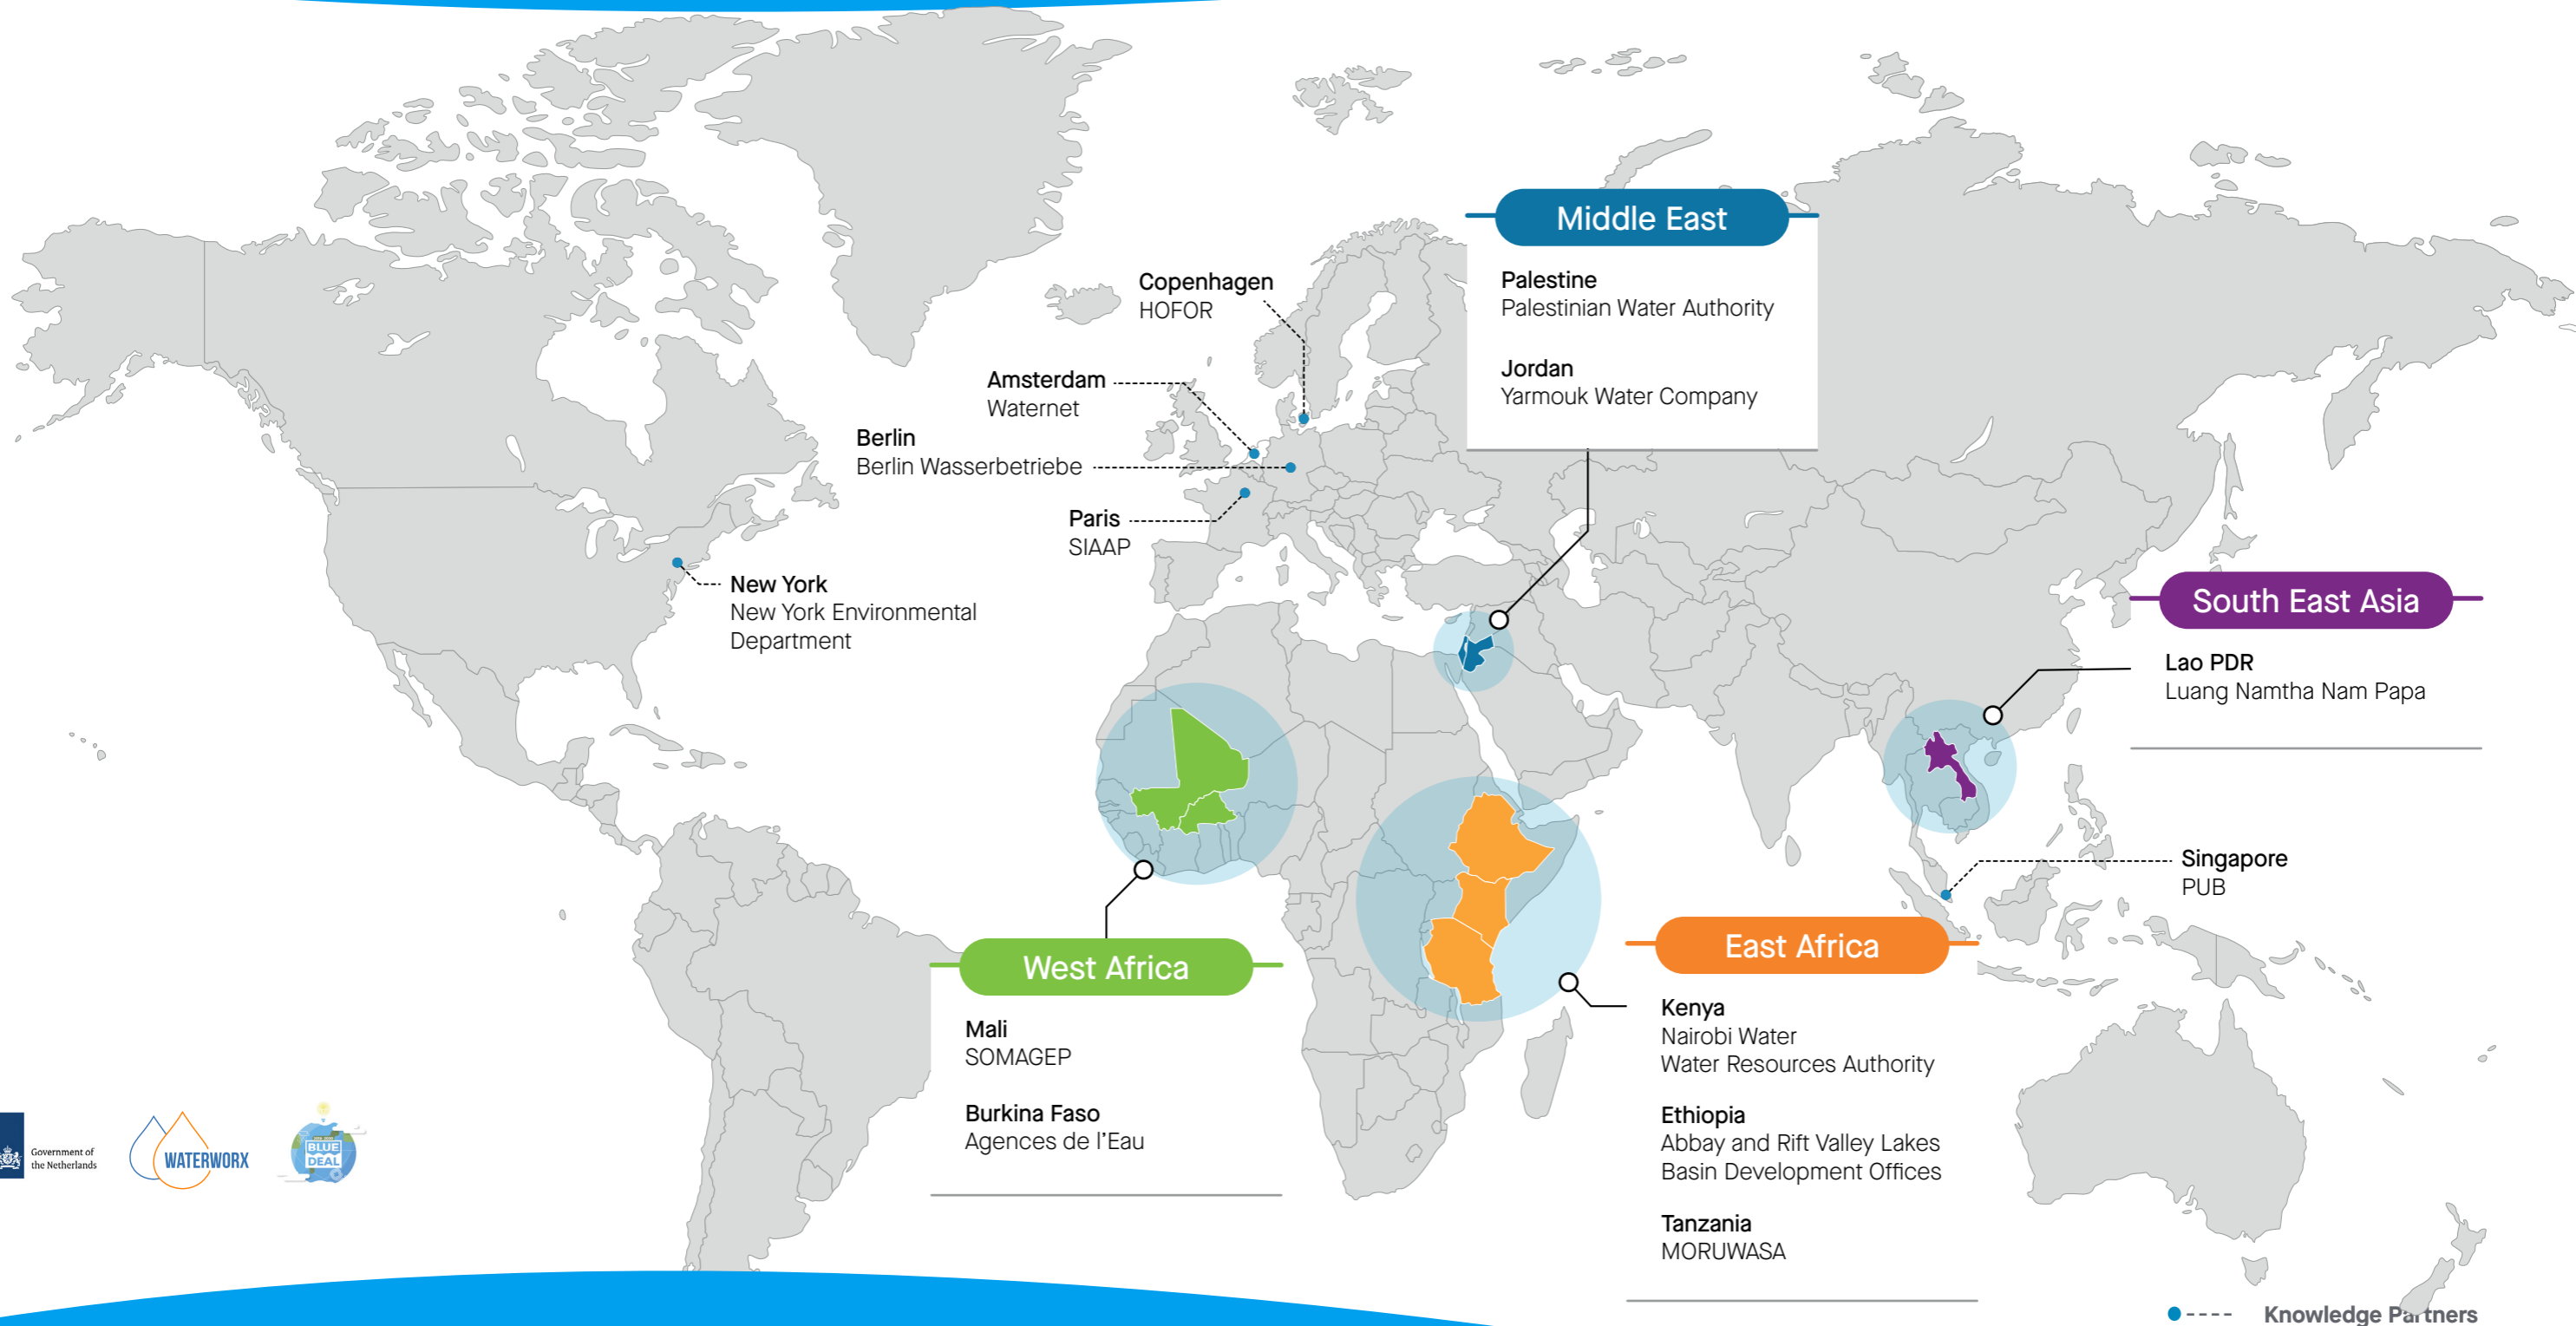 Middle East
Palestine
Palestinian Water Authority
Jordan
Yarmouk Water Company
Copenhagen
HOFOR
Amsterdam
Waternet
Berlin
Berlin Wasserbetriebe
Paris
SIAAP
New York
New York Environmental
Department
South East Asia
Lao PDR
Luang Namtha Nam Papa
Singapore
PUB
West Africa
Mali
SOMAGEP
Burkina Faso
Agences de l’Eau
East Africa
Kenya
Nairobi Water
Water Resources Authority
Ethiopia
Abbay and Rift Valley Lakes
Basin Development Offices
Tanzania
MORUWASA
Government of
the Netherlands
WATERWORX
BLUE
DEAL
Knowledge Partners